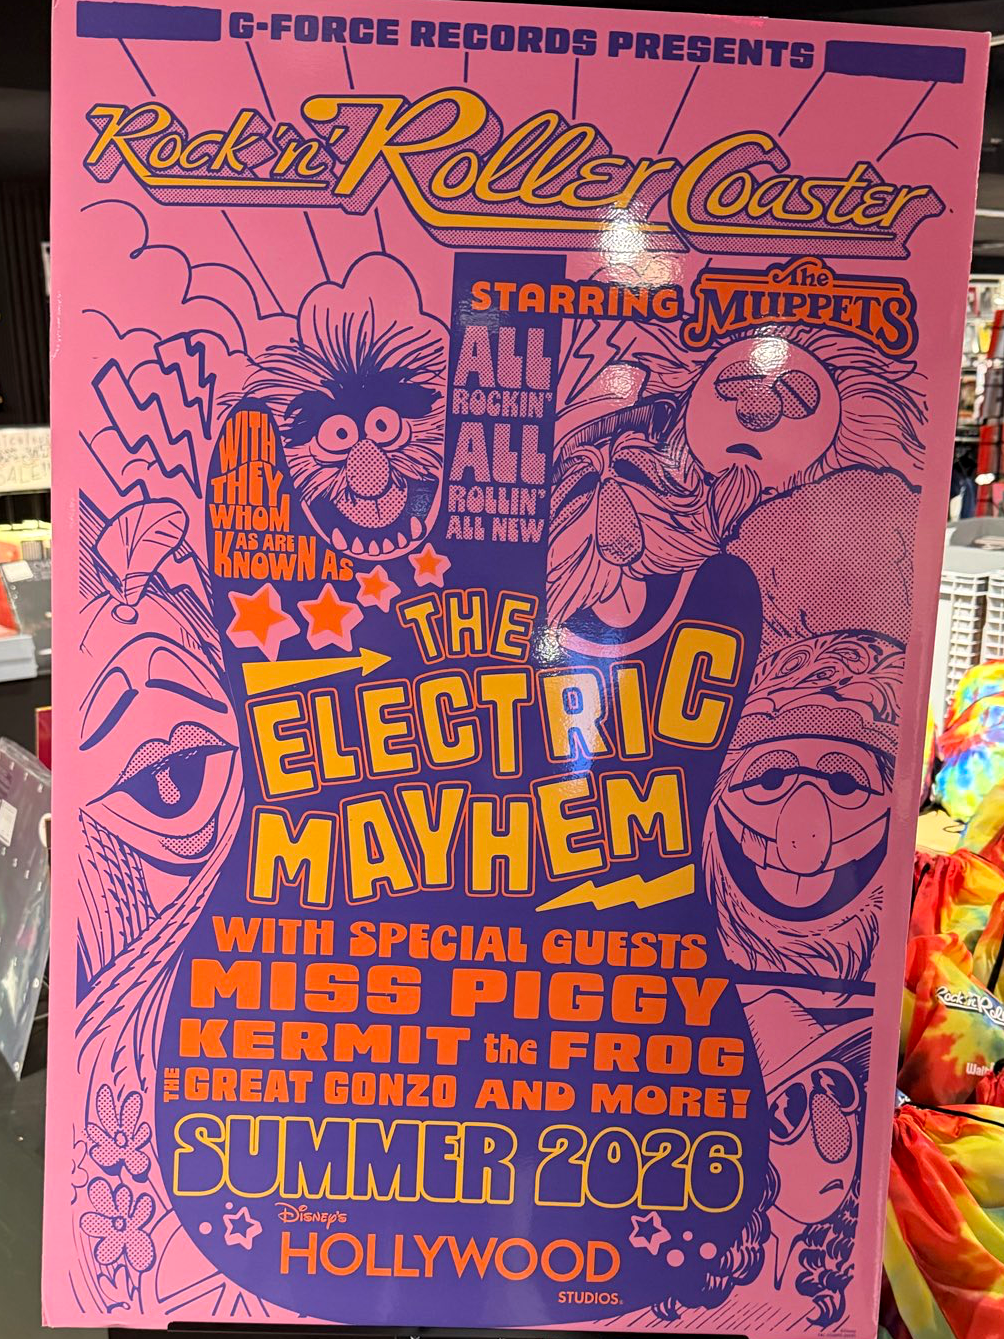 G-FORCE RECORDS PRESENTS
Rock 'n' Roller Coaster
STARRING The MUPPETS
ALL
ROCKIN'
ALL
ROLLIN'
ALL NEW
WITH
THEY,
WHOM
AS ARE
KNOWN AS
THE
ELECTRIC
MAYHEM
WITH SPECIAL GUESTS
MISS PIGGY
KERMIT the FROG
THE GREAT GONZO AND MORE!
SUMMER 2026
Disney's
HOLLYWOOD
STUDIOS.